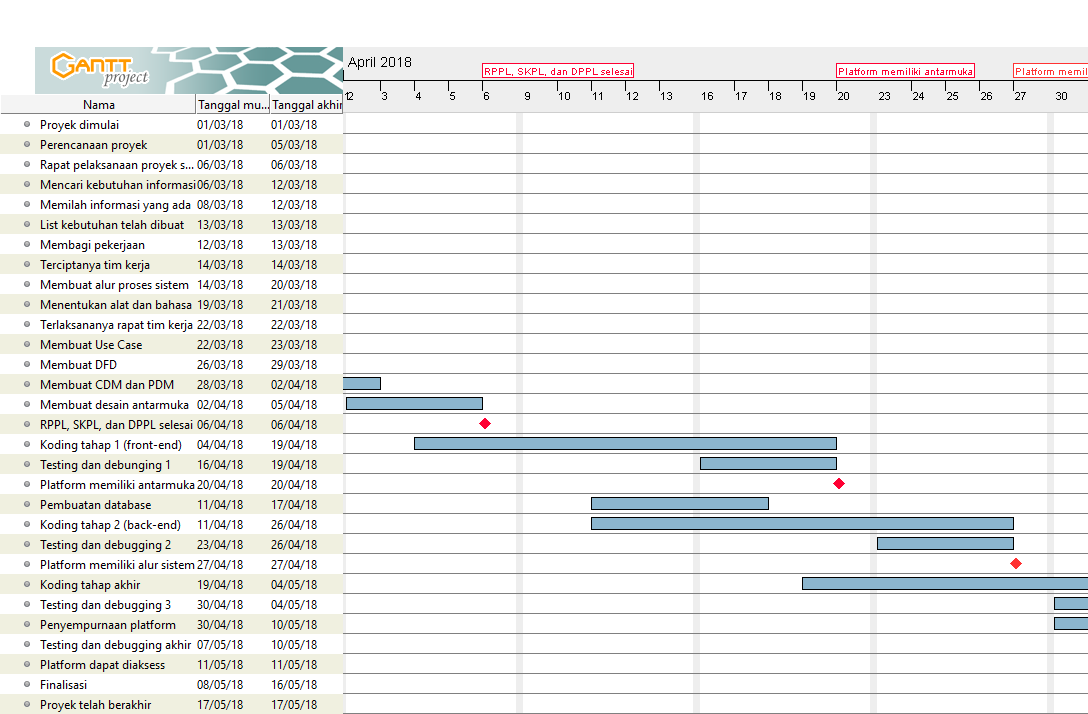 GANTT
project
April 2018
RPPL, SKPL, dan DPPL selesai
Platform memiliki antarmuka
Platform memil
Nama Tanggal mu... Tanggal akhir
2 3 4 5 6 9 10 11 12 13 16 17 18 19 20 23 24 25 26 27 30
Proyek dimulai 01/03/18 01/03/18
Perencanaan proyek 01/03/18 05/03/18
Rapat pelaksanaan proyek s... 06/03/18 06/03/18
Mencari kebutuhan informasi 06/03/18 12/03/18
Memilah informasi yang ada 08/03/18 12/03/18
List kebutuhan telah dibuat 13/03/18 13/03/18
Membagi pekerjaan 12/03/18 13/03/18
Terciptanya tim kerja 14/03/18 14/03/18
Membuat alur proses sistem 14/03/18 20/03/18
Menentukan alat dan bahasa 19/03/18 21/03/18
Terlaksananya rapat tim kerja 22/03/18 22/03/18
Membuat Use Case 22/03/18 23/03/18
Membuat DFD 26/03/18 29/03/18
Membuat CDM dan PDM 28/03/18 02/04/18
Membuat desain antarmuka 02/04/18 05/04/18
RPPL, SKPL, dan DPPL selesai 06/04/18 06/04/18
Koding tahap 1 (front-end) 04/04/18 19/04/18
Testing dan debunging 1 16/04/18 19/04/18
Platform memiliki antarmuka 20/04/18 20/04/18
Pembuatan database 11/04/18 17/04/18
Koding tahap 2 (back-end) 11/04/18 26/04/18
Testing dan debugging 2 23/04/18 26/04/18
Platform memiliki alur sistem 27/04/18 27/04/18
Koding tahap akhir 19/04/18 04/05/18
Testing dan debugging 3 30/04/18 04/05/18
Penyempurnaan platform 30/04/18 10/05/18
Testing dan debugging akhir 07/05/18 10/05/18
Platform dapat diaksess 11/05/18 11/05/18
Finalisasi 08/05/18 16/05/18
Proyek telah berakhir 17/05/18 17/05/18